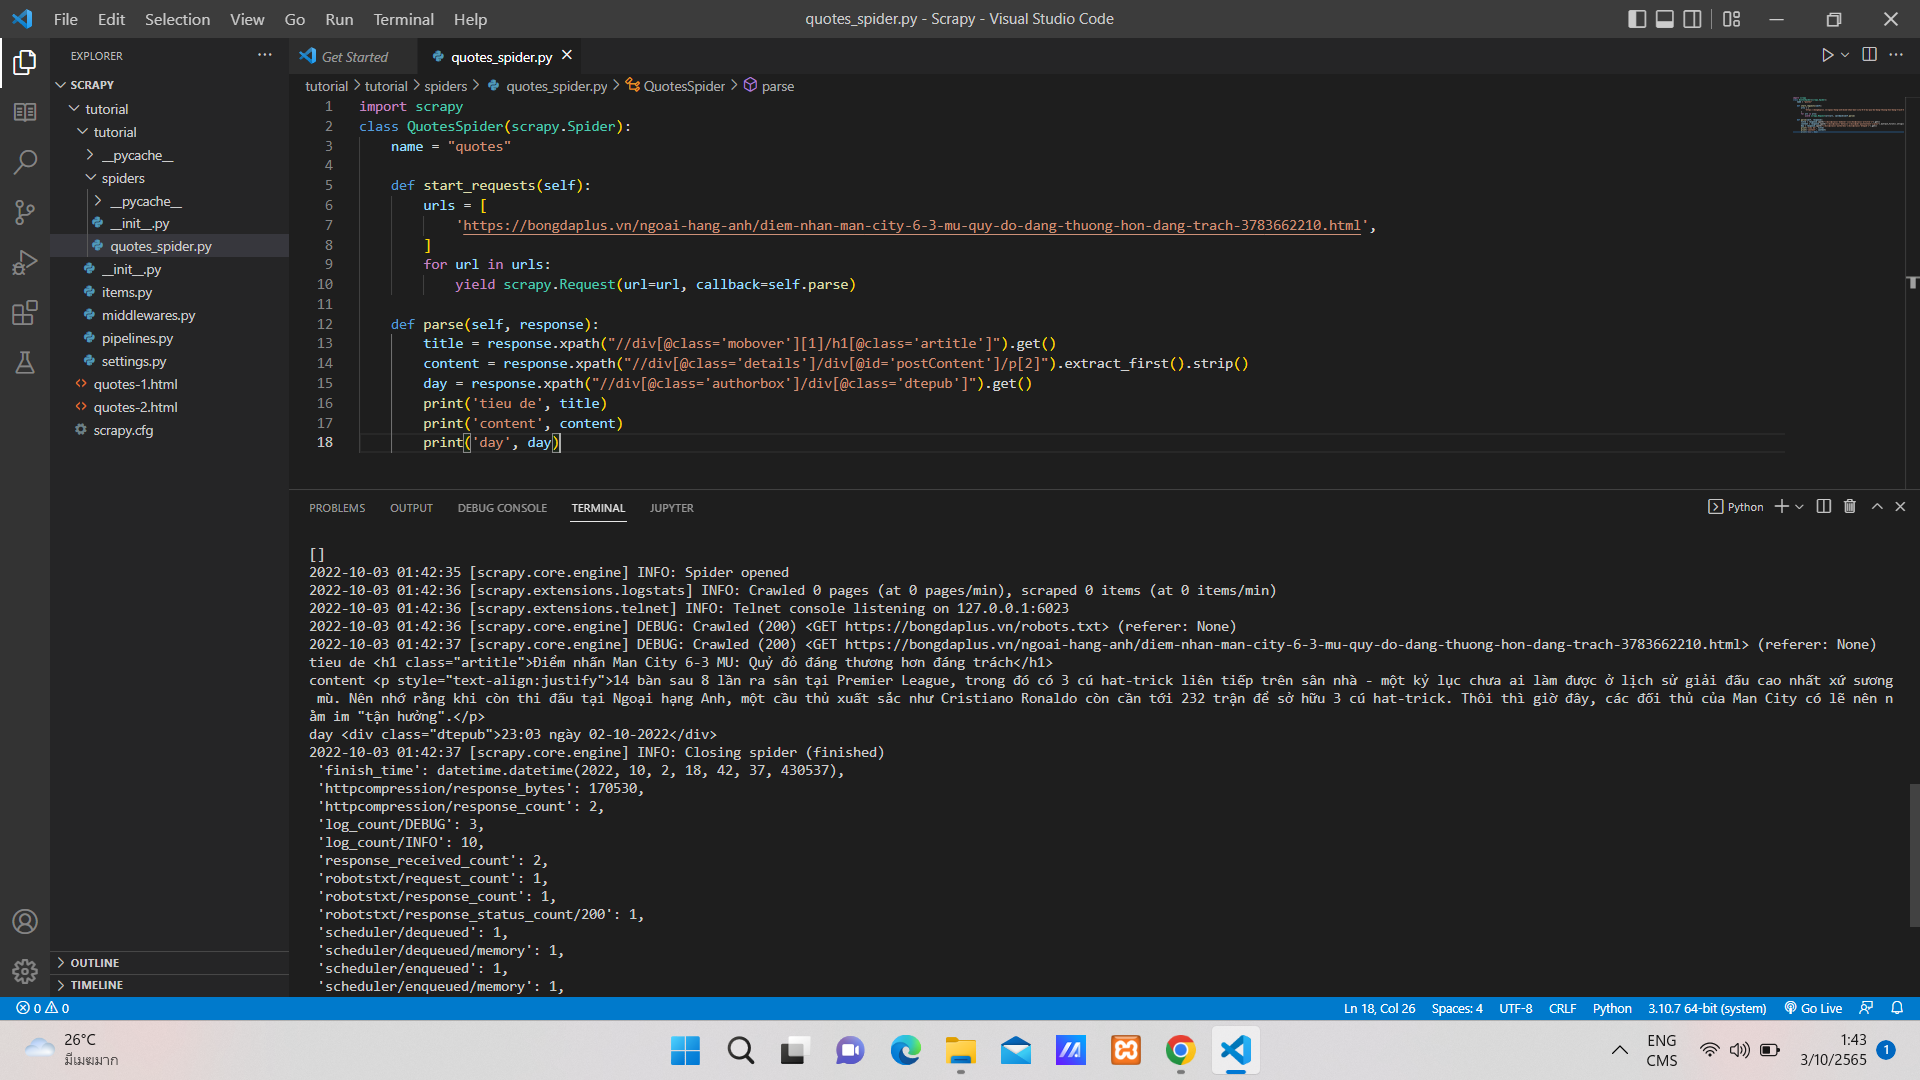 File Edit Selection View Go Run Terminal Help
quotes_spider.py - Scrapy - Visual Studio Code
EXPLORER
SCRAPY
tutorial
tutorial
__pycache__
spiders
__pycache__
__init__.py
quotes_spider.py
__init__.py
items.py
middlewares.py
pipelines.py
settings.py
quotes-1.html
quotes-2.html
scrapy.cfg
OUTLINE
TIMELINE
Get Started
quotes_spider.py
tutorial > tutorial > spiders > quotes_spider.py > QuotesSpider > parse
1 import scrapy
2 class QuotesSpider(scrapy.Spider):
3     name = "quotes"
4
5     def start_requests(self):
6         urls = [
7             'https://bongdaplus.vn/ngoai-hang-anh/diem-nhan-man-city-6-3-mu-quy-do-dang-thuong-hon-dang-trach-3783662210.html',
8         ]
9         for url in urls:
10             yield scrapy.Request(url=url, callback=self.parse)
11
12     def parse(self, response):
13         title = response.xpath("//div[@class='mobover'][1]/h1[@class='artitle']").get()
14         content = response.xpath("//div[@class='details']/div[@id='postContent']/p[2]").extract_first().strip()
15         day = response.xpath("//div[@class='authorbox']/div[@class='dtepub']").get()
16         print('tieu de', title)
17         print('content', content)
18         print('day', day)
PROBLEMS OUTPUT DEBUG CONSOLE TERMINAL JUPYTER
Python
[]
2022-10-03 01:42:35 [scrapy.core.engine] INFO: Spider opened
2022-10-03 01:42:36 [scrapy.extensions.logstats] INFO: Crawled 0 pages (at 0 pages/min), scraped 0 items (at 0 items/min)
2022-10-03 01:42:36 [scrapy.extensions.telnet] INFO: Telnet console listening on 127.0.0.1:6023
2022-10-03 01:42:36 [scrapy.core.engine] DEBUG: Crawled (200) <GET https://bongdaplus.vn/robots.txt> (referer: None)
2022-10-03 01:42:37 [scrapy.core.engine] DEBUG: Crawled (200) <GET https://bongdaplus.vn/ngoai-hang-anh/diem-nhan-man-city-6-3-mu-quy-do-dang-thuong-hon-dang-trach-3783662210.html> (referer: None)
tieu de <h1 class="artitle">Điểm nhấn Man City 6-3 MU: Quỷ đỏ đáng thương hơn đáng trách</h1>
content <p style="text-align:justify">14 bàn sau 8 lần ra sân tại Premier League, trong đó có 3 cú hat-trick liên tiếp trên sân nhà - một kỷ lục chưa ai làm được ở lịch sử giải đấu cao nhất xứ sương
mù. Nên nhớ rằng khi còn thi đấu tại Ngoại hạng Anh, một cầu thủ xuất sắc như Cristiano Ronaldo còn cần tới 232 trận để sở hữu 3 cú hat-trick. Thôi thì giờ đây, các đối thủ của Man City có lẽ nên n
ằm im "tận hưởng".</p>
day <div class="dtepub">23:03 ngày 02-10-2022</div>
2022-10-03 01:42:37 [scrapy.core.engine] INFO: Closing spider (finished)
'finish_time': datetime.datetime(2022, 10, 2, 18, 42, 37, 430537),
'httpcompression/response_bytes': 170530,
'httpcompression/response_count': 2,
'log_count/DEBUG': 3,
'log_count/INFO': 10,
'response_received_count': 2,
'robotstxt/request_count': 1,
'robotstxt/response_count': 1,
'robotstxt/response_status_count/200': 1,
'scheduler/dequeued': 1,
'scheduler/dequeued/memory': 1,
'scheduler/enqueued': 1,
'scheduler/enqueued/memory': 1,
0 0
Ln 18, Col 26 Spaces: 4 UTF-8 CRLF Python 3.10.7 64-bit (system) Go Live
26°C
มีเมฆมาก
ENG
CMS
1:43
3/10/2565
1